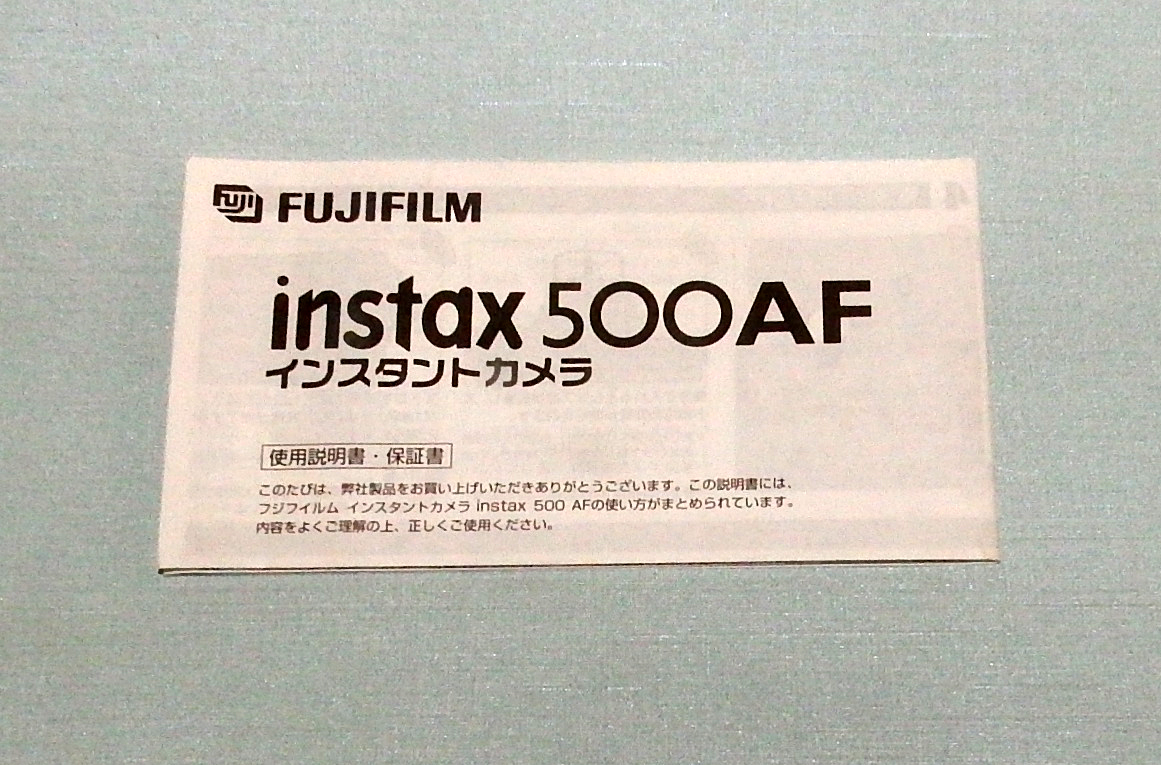 FUJI FUJIFILM
instax 500AF
インスタントカメラ
使用説明書・保証書
このたびは、弊社製品をお買い上げいただきありがとうございます。この説明書には、
フジフイルム インスタントカメラ instax 500 AFの使い方がまとめられています。
内容をよくご理解の上、正しくご使用ください。